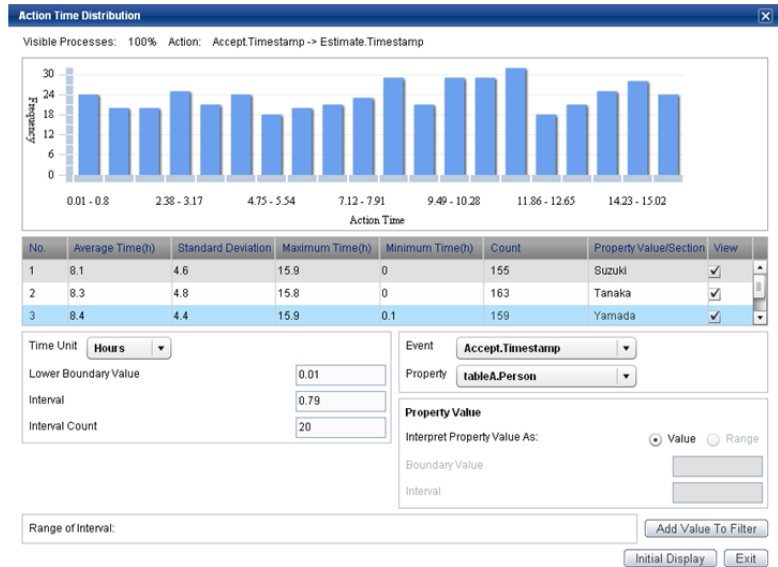 Action Time Distribution
Visible Processes: 100% Action: Accept.Timestamp -> Estimate.Timestamp
30
24
18
12
6
0
Frequency
0.01 - 0.8 2.38 - 3.17 4.75 - 5.54 7.12 - 7.91 9.49 - 10.28 11.86 - 12.65 14.23 - 15.02
Action Time
No. Average Time(h) Standard Deviation Maximum Time(h) Minimum Time(h) Count Property Value/Section View
1 8.1 4.6 15.9 0 155 Suzuki
2 8.3 4.8 15.8 0 163 Tanaka
3 8.4 4.4 15.9 0.1 159 Yamada
Time Unit Hours
Lower Boundary Value 0.01
Interval 0.79
Interval Count 20
Event Accept.Timestamp
Property tableA.Person
Property Value
Interpret Property Value As: Value Range
Boundary Value
Interval
Range of Interval:
Add Value To Filter
Initial Display Exit